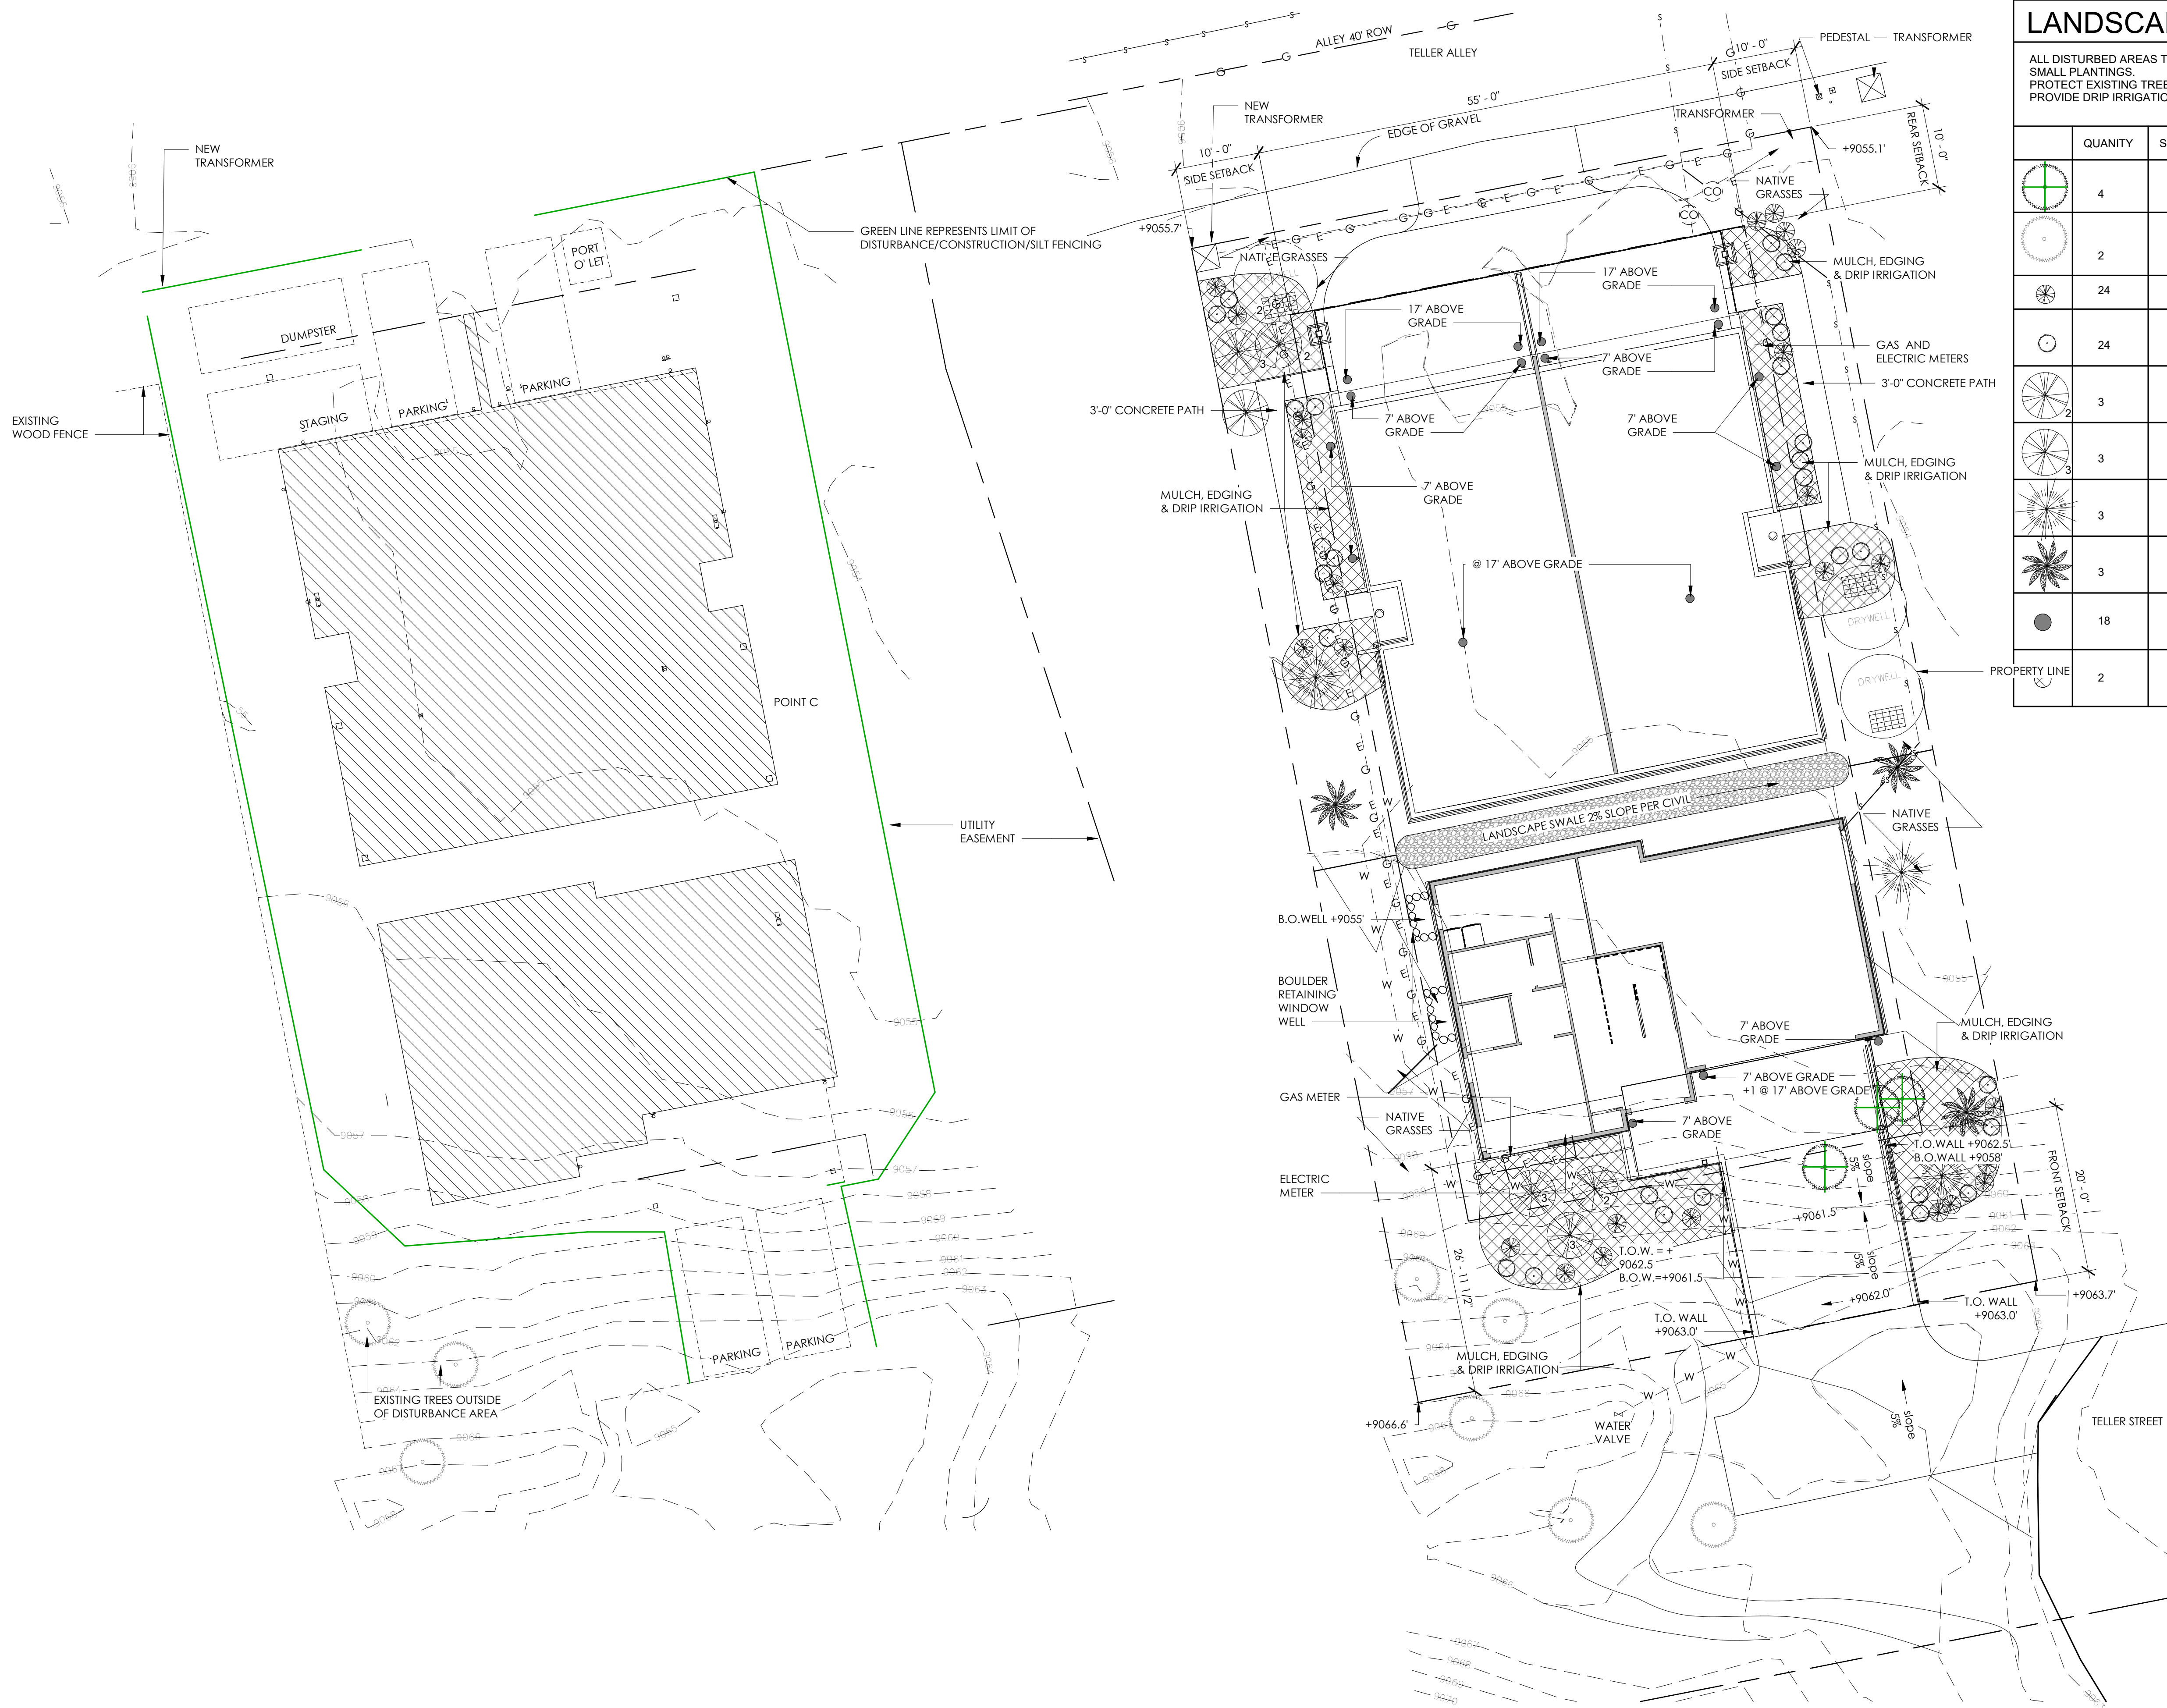 NEW
TRANSFORMER
PORT
O' LET
DUMPSTER
PARKING
PARKING
STAGING
EXISTING
WOOD FENCE
GREEN LINE REPRESENTS LIMIT OF
DISTURBANCE/CONSTRUCTION/SILT FENCING
POINT C
UTILITY
EASEMENT
PARKING
PARKING
EXISTING TREES OUTSIDE
OF DISTURBANCE AREA
ALLEY 40' ROW
TELLER ALLEY
10' - 0"
SIDE SETBACK
55' - 0"
EDGE OF GRAVEL
NEW
TRANSFORMER
10' - 0"
SIDE SETBACK
PEDESTAL
TRANSFORMER
TRANSFORMER
10' - 0"
REAR SETBACK
+9055.1'
+9055.7'
NATIVE
GRASSES
CO
CO
NATIVE GRASSES
MULCH, EDGING
& DRIP IRRIGATION
17' ABOVE
GRADE
17' ABOVE
GRADE
7' ABOVE
GRADE
GAS AND
ELECTRIC METERS
3'-0" CONCRETE PATH
3'-0" CONCRETE PATH
7' ABOVE
GRADE
7' ABOVE
GRADE
MULCH, EDGING
& DRIP IRRIGATION
7' ABOVE
GRADE
MULCH, EDGING
& DRIP IRRIGATION
@ 17' ABOVE GRADE
DRYWELL
DRYWELL
PROPERTY LINE
LANDSCAPE SWALE 2% SLOPE PER CIVIL
NATIVE
GRASSES
B.O.WELL +9055'
BOULDER
RETAINING
WINDOW
WELL
7' ABOVE
GRADE
MULCH, EDGING
& DRIP IRRIGATION
GAS METER
7' ABOVE GRADE
+1 @ 17' ABOVE GRADE
NATIVE
GRASSES
7' ABOVE
GRADE
T.O.WALL +9062.5'
B.O.WALL +9058'
ELECTRIC
METER
slope
5%
FRONT SETBACK
20' - 0"
+9061.5'
26' - 11 1/2"
T.O.W. = +
9062.5
B.O.W.=+9061.5
slope
5%
+9062.0'
T.O. WALL
+9063.0'
+9063.7'
T.O. WALL
+9063.0'
MULCH, EDGING
& DRIP IRRIGATION
+9066.6'
WATER
VALVE
slope
5%
TELLER STREET
ALL DISTURBED AREAS
SMALL PLANTINGS.
PROTECT EXISTING
PROVIDE DRIP
QUANITY
4
2
24
24
2 3
3 3
3
3
18
2